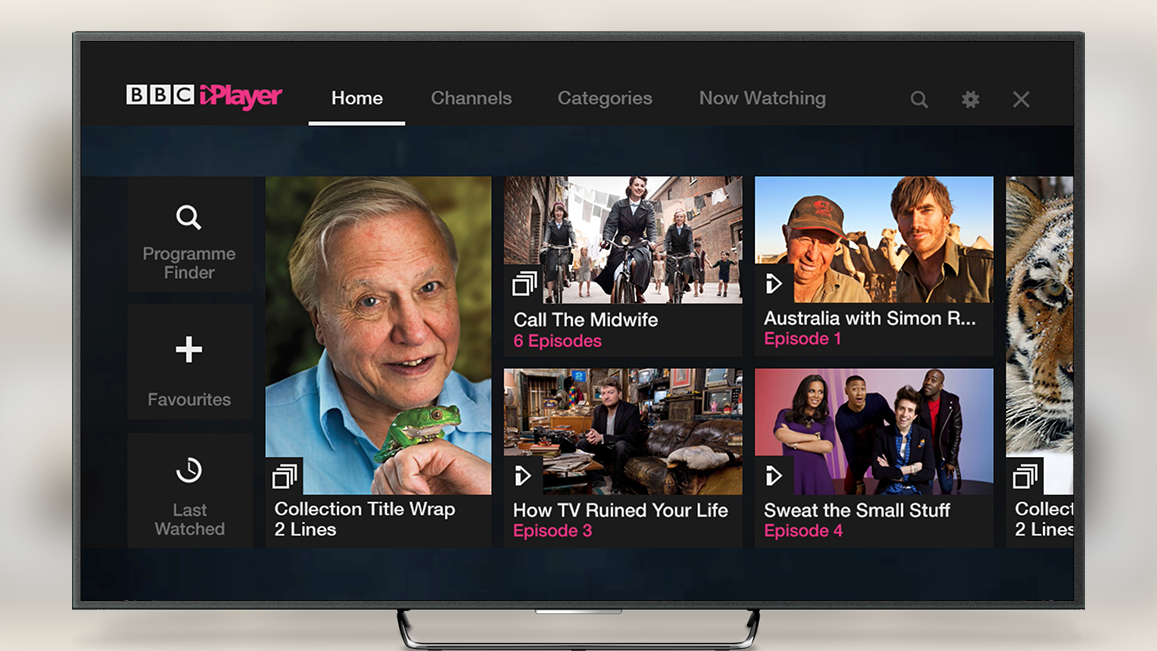 BBC iPlayer
Home
Channels
Categories
Now Watching
Programme
Finder
Favourites
Last
Watched
Collection Title Wrap
2 Lines
Call The Midwife
6 Episodes
Australia with Simon R...
Episode 1
How TV Ruined Your Life
Episode 3
Sweat the Small Stuff
Episode 4
Collect
2 Lines